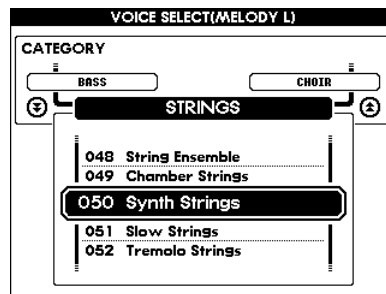 VOICE SELECT(MELODY L)
CATEGORY
BASS
CHOIR
STRINGS
048 String Ensemble
049 Chamber Strings
050 Synth Strings
051 Slow Strings
052 Tremolo Strings